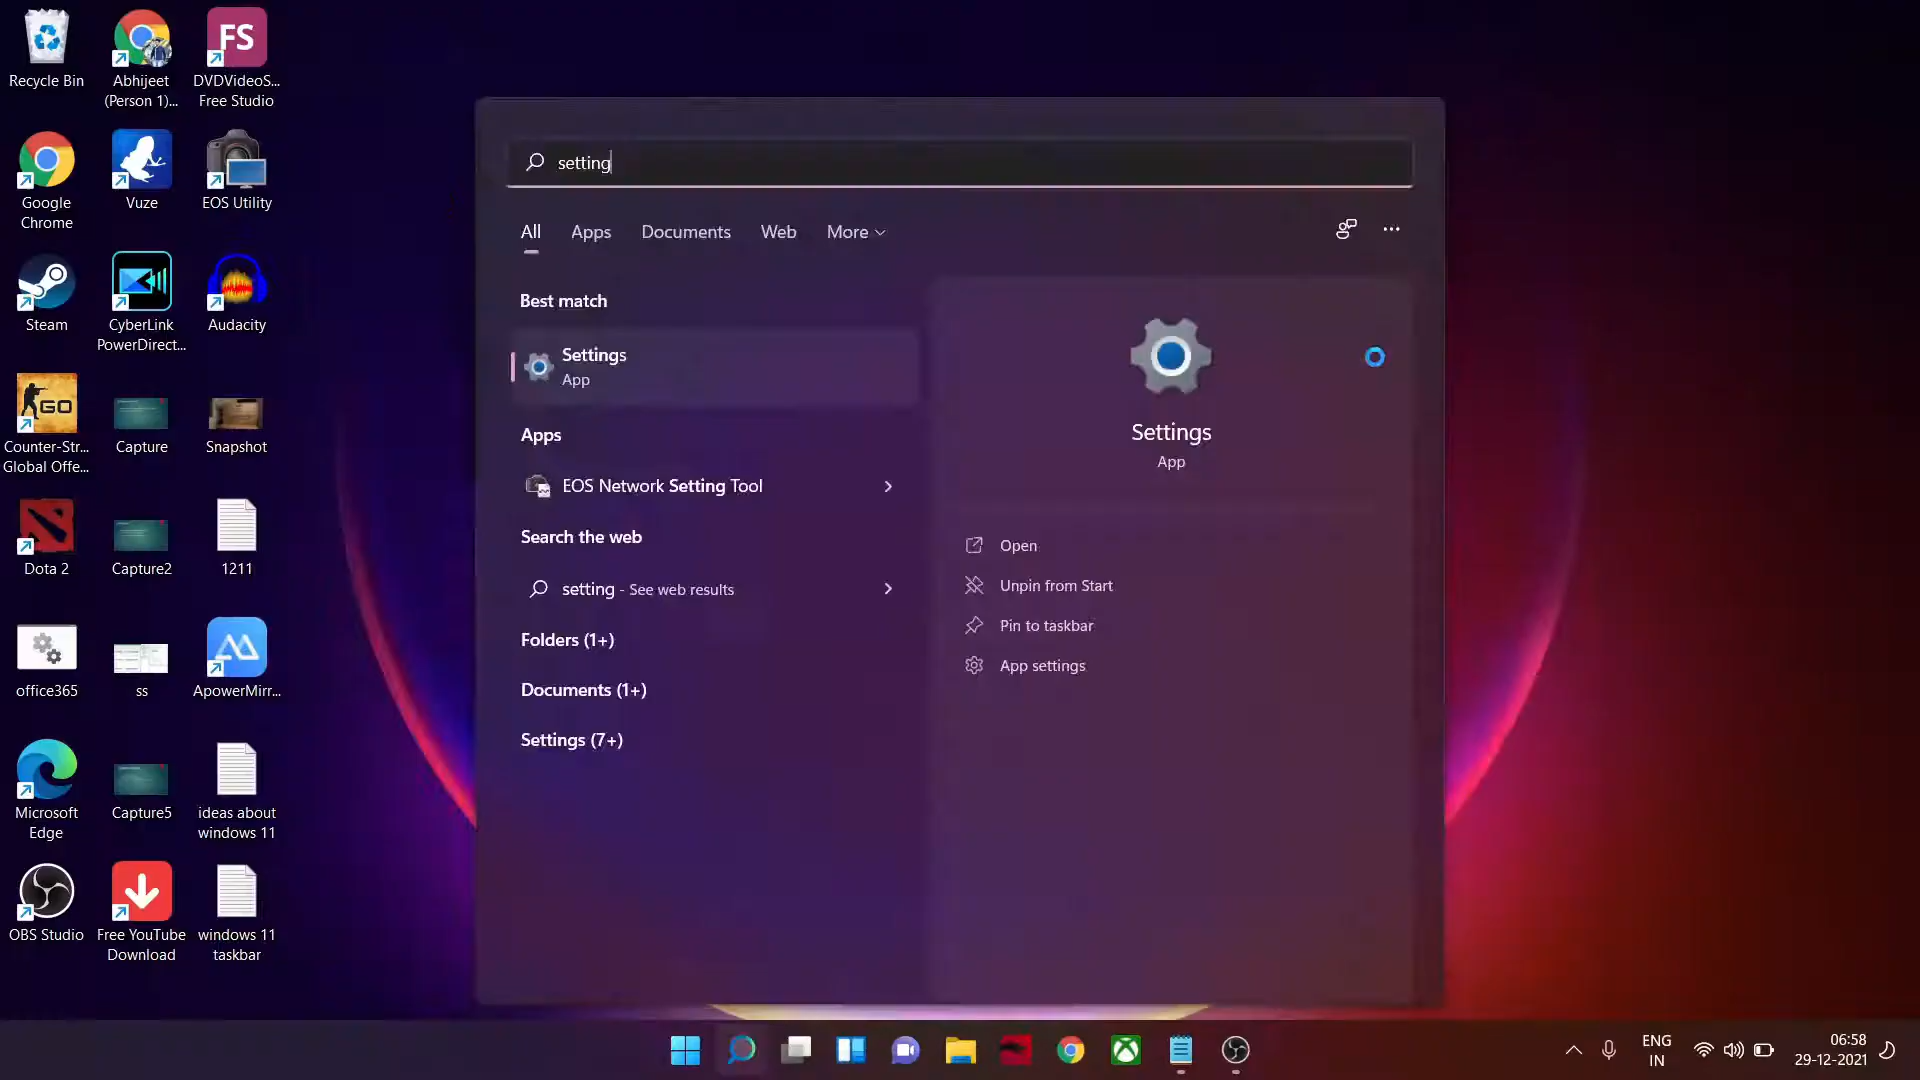 Recycle Bin
Abhijeet
(Person 1)...
FS
DVDVideoS...
Free Studio
Google
Chrome
Vuze
EOS Utility
Steam
CyberLink
PowerDirect...
Audacity
GO
Counter-Str...
Global Offe...
Capture
Snapshot
Dota 2
Capture2
1211
office365
ss
ApowerMirr...
Microsoft
Edge
Capture5
ideas about
windows 11
OBS Studio
Free YouTube
Download
windows 11
taskbar
setting
All
Apps
Documents
Web
More
Best match
Settings
App
Apps
EOS Network Setting Tool
Search the web
setting - See web results
Folders (1+)
Documents (1+)
Settings (7+)
Settings
App
Open
Unpin from Start
Pin to taskbar
App settings
ENG
IN
06:58
29-12-2021